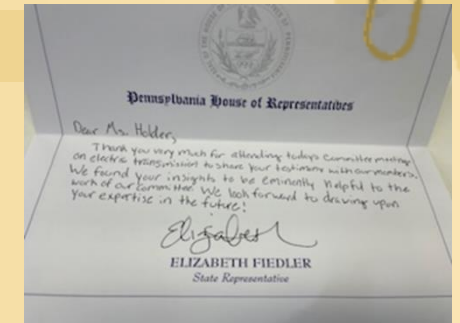 Pennsylvania House of Representatives
Dear Ms. Holder,
Thank you very much for attending today's Committee meeting
on electric transmission to share your testimony with our members.
We found your insights to be eminently helpful to the
work of our committee. We look forward to drawing upon
your expertise in the future!
Elizabeth
ELIZABETH FIEDLER
State Representative